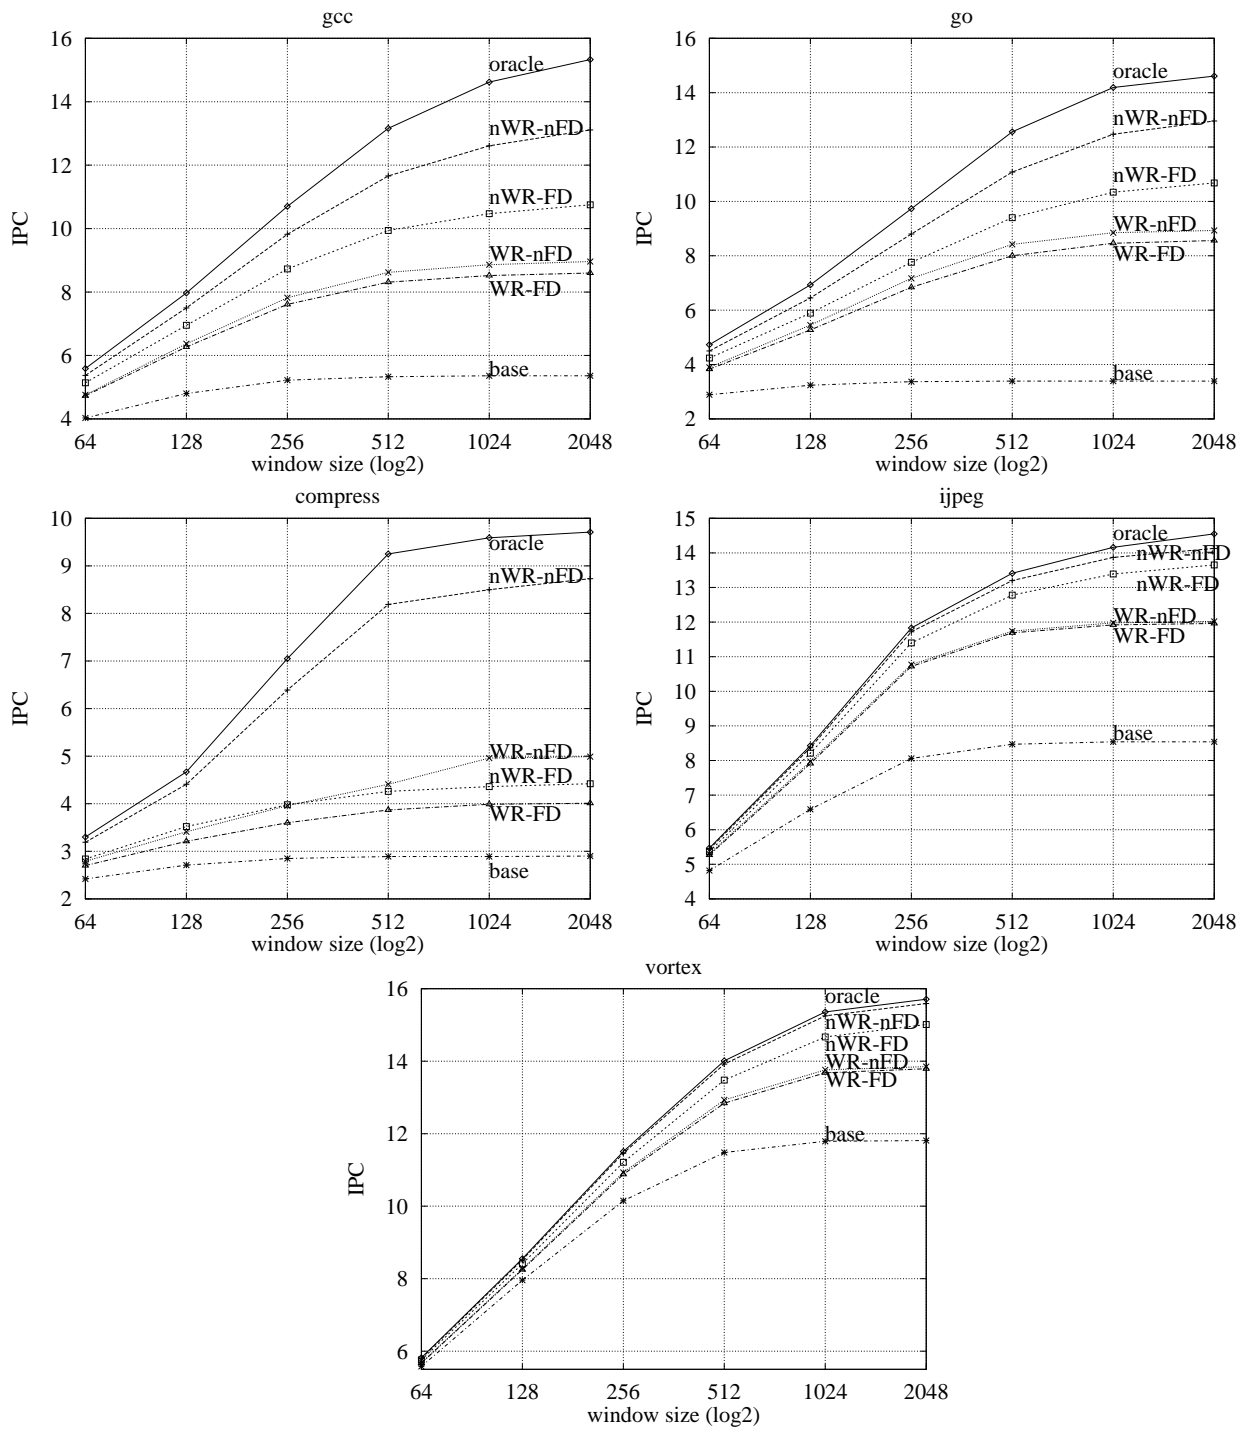 gcc
16
14
12
10
8
6
4
IPC
oracle
nWR-nFD
nWR-FD
WR-nFD
WR-FD
base
64 128 256 512 1024 2048
window size (log2)
go
16
14
12
10
8
6
4
2
IPC
oracle
nWR-nFD
nWR-FD
WR-nFD
WR-FD
base
64 128 256 512 1024 2048
window size (log2)
compress
10
9
8
7
6
5
4
3
2
IPC
oracle
nWR-nFD
WR-nFD
nWR-FD
WR-FD
base
64 128 256 512 1024 2048
window size (log2)
ijpeg
15
14
13
12
11
10
9
8
7
6
5
4
IPC
oracle
nWR-nFD
nWR-FD
WR-nFD
WR-FD
base
64 128 256 512 1024 2048
window size (log2)
vortex
16
14
12
10
8
6
IPC
oracle
nWR-nFD
nWR-FD
WR-nFD
WR-FD
base
64 128 256 512 1024 2048
window size (log2)